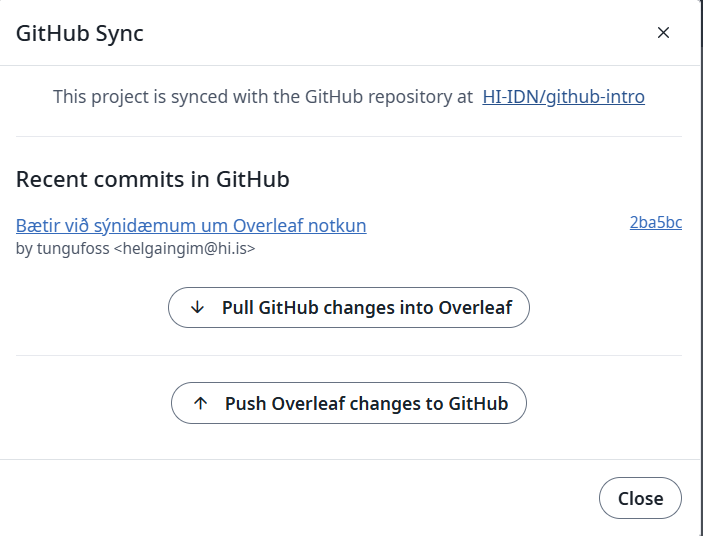 GitHub Sync
This project is synced with the GitHub repository at HI-IDN/github-intro
Recent commits in GitHub
Bætir við sýnidæmum um Overleaf notkun 2ba5bc
by tungufoss <helgaingim@hi.is>
Pull GitHub changes into Overleaf
Push Overleaf changes to GitHub
Close